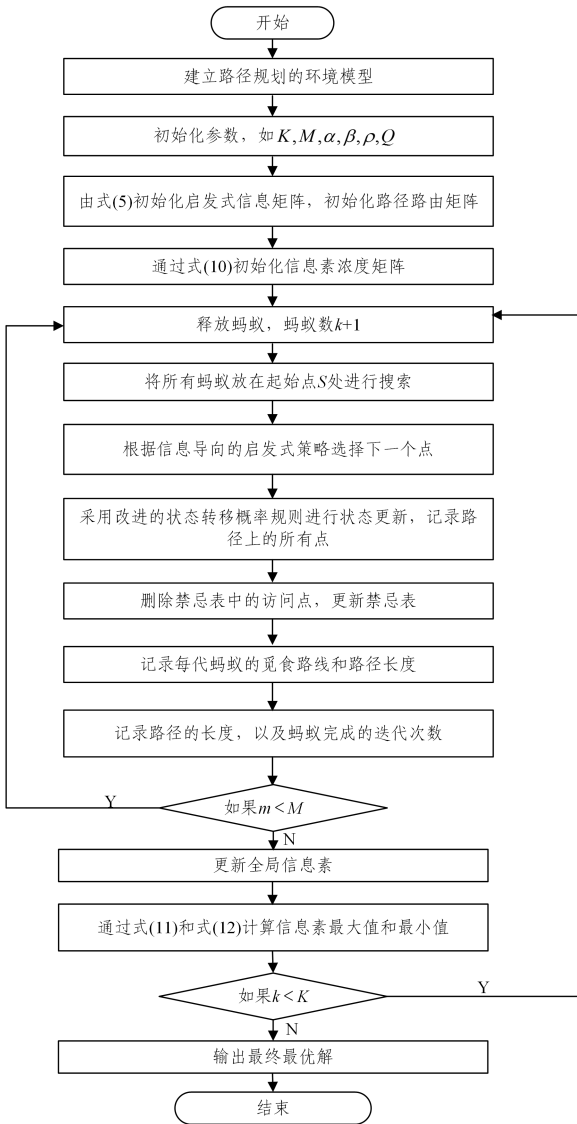 开始
建立路径规划的环境模型
初始化参数，如K,M,α,β,ρ,Q
由式(5)初始化启发式信息矩阵，初始化路径路由矩阵
通过式(10)初始化信息素浓度矩阵
释放蚂蚁，蚂蚁数k+1
将所有蚂蚁放在起始点S处进行搜索
根据信息导向的启发式策略选择下一个点
采用改进的状态转移概率规则进行状态更新，记录路
径上的所有点
删除禁忌表中的访问点，更新禁忌表
记录每代蚂蚁的觅食路线和路径长度
记录路径的长度，以及蚂蚁完成的迭代次数
Y
如果m<M
N
更新全局信息素
通过式(11)和式(12)计算信息素最大值和最小值
如果k<K
Y
N
输出最终最优解
结束